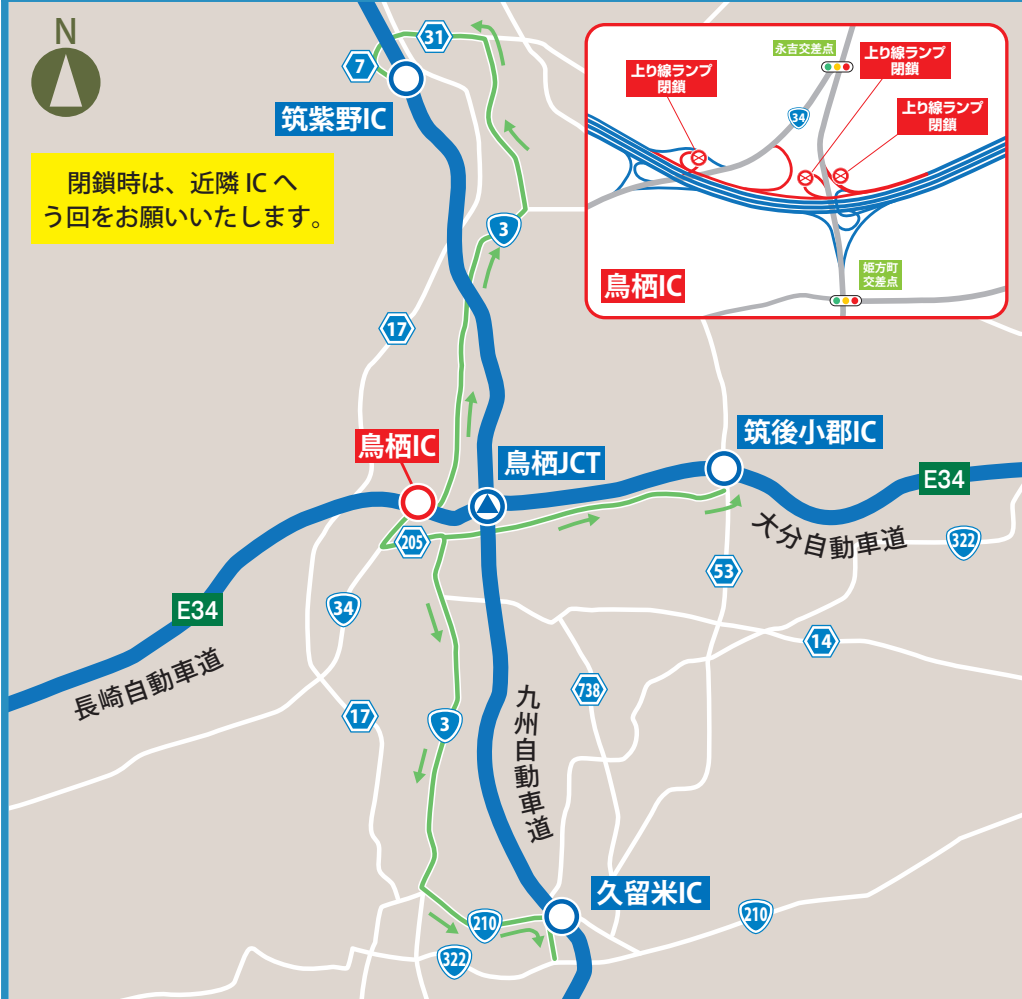 N
31
7
筑紫野IC
閉鎖時は、近隣 IC へ
う回をお願いいたします。
永吉交差点
上り線ランプ
閉鎖
上り線ランプ
閉鎖
上り線ランプ
閉鎖
34
姫方町
交差点
鳥栖IC
3
17
鳥栖IC
鳥栖JCT
筑後小郡IC
E34
大分自動車道
322
205
53
E34
34
14
長崎自動車道
738
17
3
九州自動車道
久留米IC
210
210
322